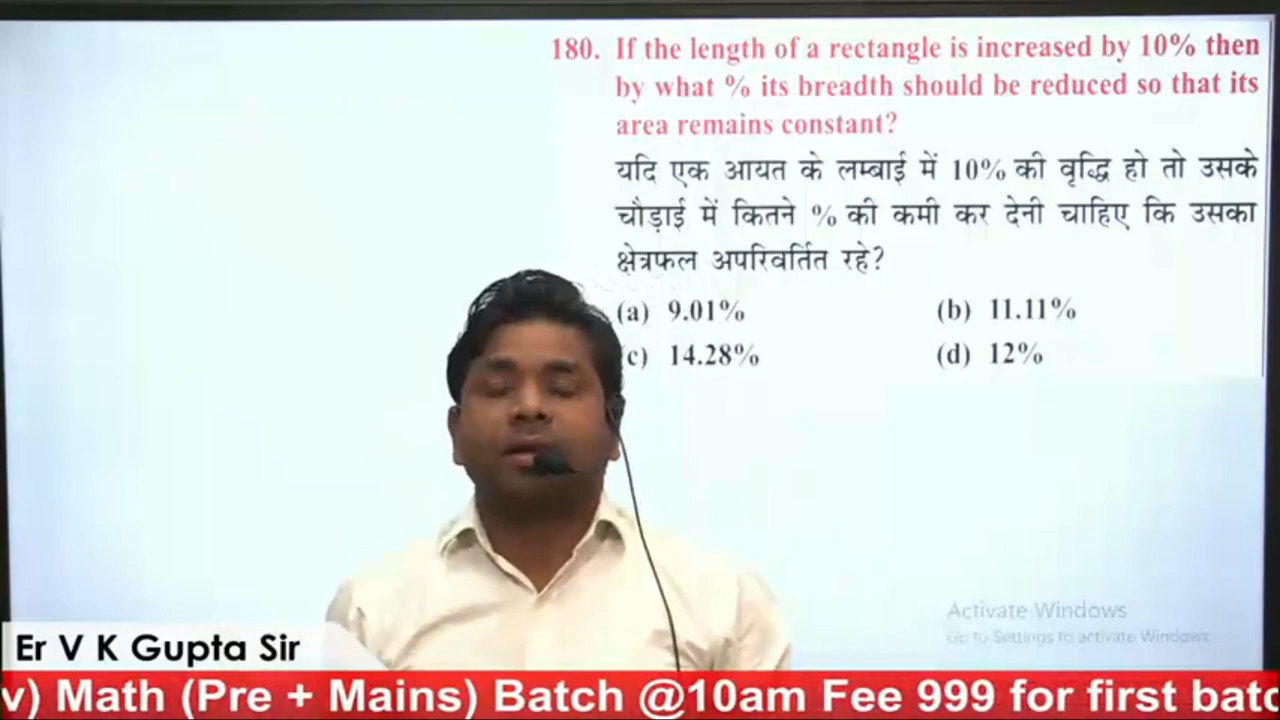 180. If the length of a rectangle is increased by 10% then
by what % its breadth should be reduced so that its
area remains constant?
यदि एक आयत के लम्बाई में 10% की वृद्धि हो तो उसके
चौड़ाई में कितने % की कमी कर देनी चाहिए कि उसका
क्षेत्रफल अपरिवर्तित रहे?
(a) 9.01% (b) 11.11%
c) 14.28% (d) 12%
Activate Windows
Go to Settings to activate Windows.
Er V K Gupta Sir
v) Math (Pre + Mains) Batch @10am Fee 999 for first batc